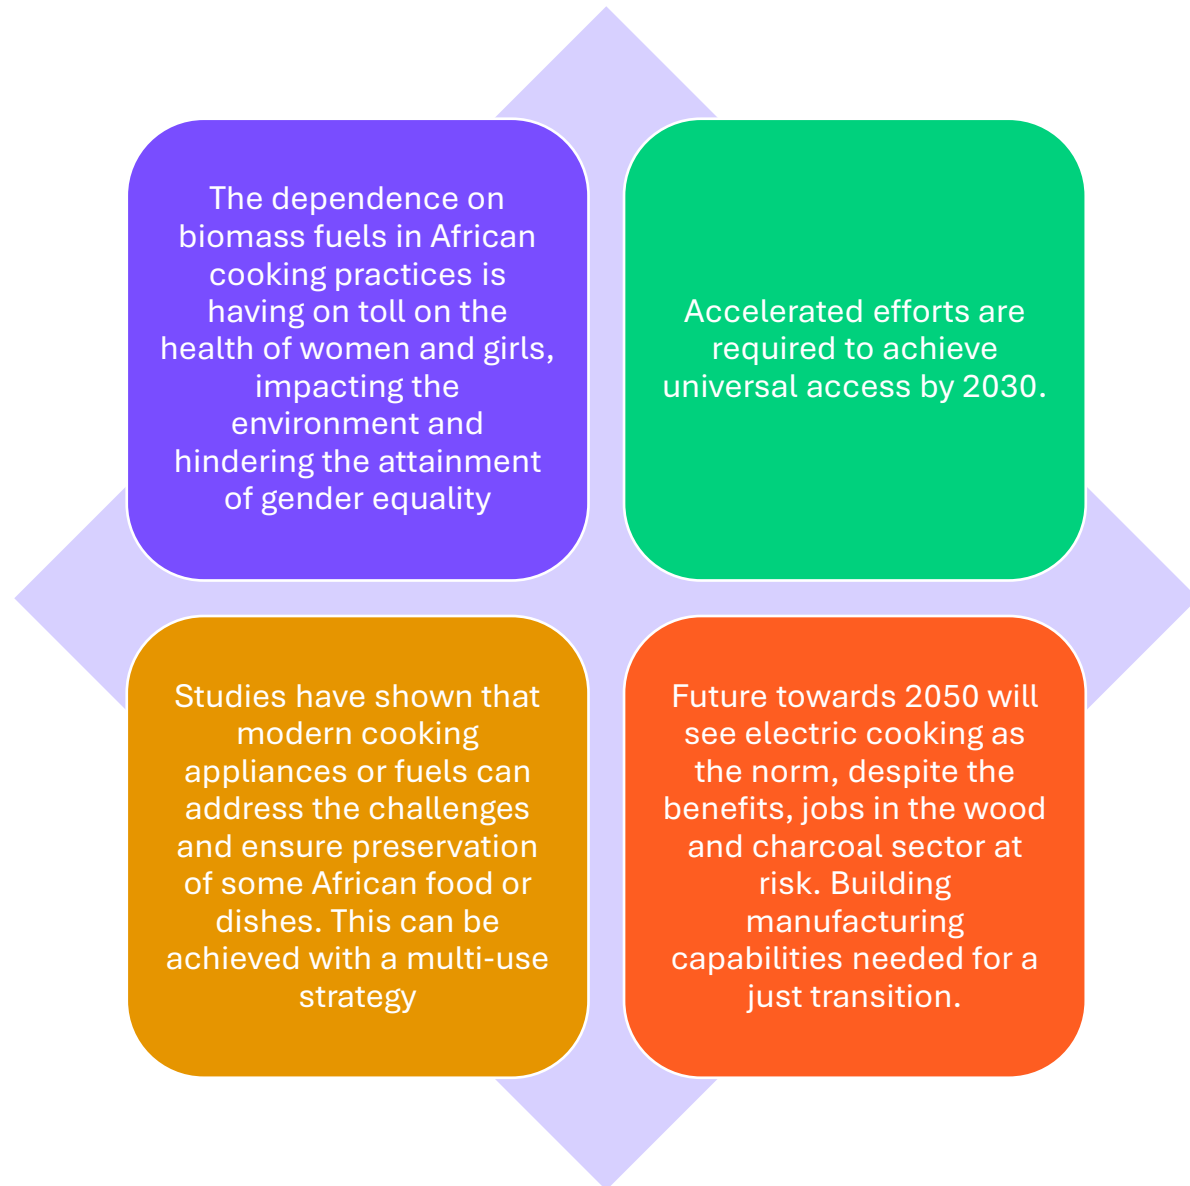 The dependence on
biomass fuels in African
cooking practices is
having on toll on the
health of women and girls,
impacting the
environment and
hindering the attainment
of gender equality
Accelerated efforts are
required to achieve
universal access by 2030.
Studies have shown that
modern cooking
appliances or fuels can
address the challenges
and ensure preservation
of some African food or
dishes. This can be
achieved with a multi-use
strategy
Future towards 2050 will
see electric cooking as
the norm, despite the
benefits, jobs in the wood
and charcoal sector at
risk. Building
manufacturing
capabilities needed for a
just transition.